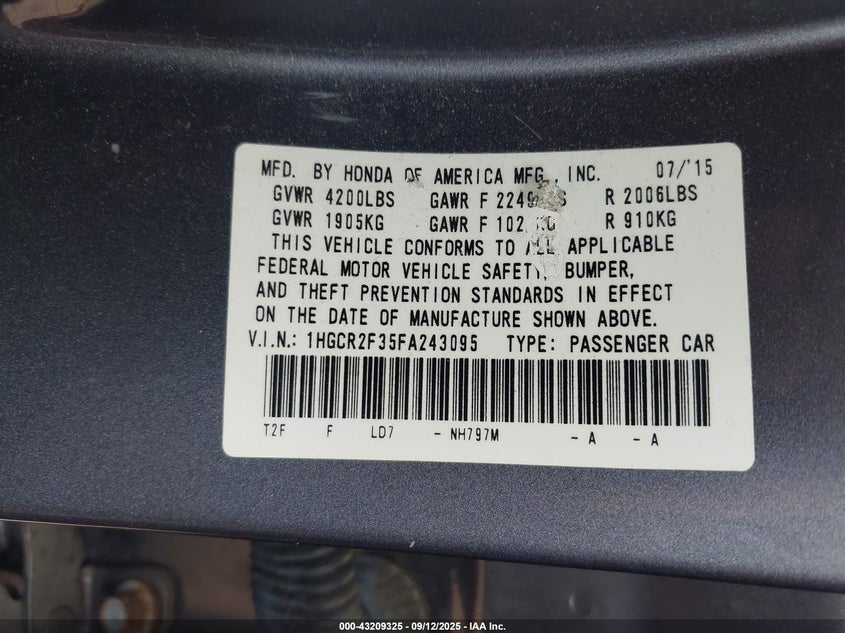 MFD. BY HONDA OF AMERICA MFG., INC. 07/'15
GVWR 4200LBS GAWR F R 2006LBS
GVWR 1905KG GAWR F R 910KG
THIS VEHICLE CONFORMS TO ALL APPLICABLE
FEDERAL MOTOR VEHICLE SAFETY, BUMPER,
AND THEFT PREVENTION STANDARDS IN EFFECT
ON THE DATE OF MANUFACTURE SHOWN ABOVE.
V.I.N.: 1HGCR2F35FA243095 TYPE: PASSENGER CAR
T2F F LD7 - NH797M - A - A
000-43209325 - 09/12/2025 - IAA Inc.